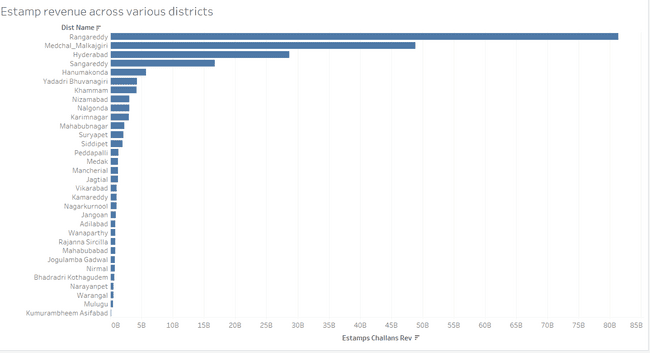 Estamp revenue across various districts
Dist Name
Rangareddy
Medchal_Malkajgiri
Hyderabad
Sangareddy
Hanumakonda
Yadadri Bhuvanagiri
Khammam
Nizamabad
Nalgonda
Karimnagar
Mahabubnagar
Suryapet
Siddipet
Peddapalli
Medak
Mancherial
Jagtial
Vikarabad
Kamareddy
Nagarkurnool
Jangoan
Adilabad
Wanaparthy
Rajanna Sircilla
Mahabubabad
Jogulamba Gadwal
Nirmal
Bhadradri Kothagudem
Narayanpet
Warangal
Mulugu
Kumurambheem Asifabad
0B 5B 10B 15B 20B 25B 30B 35B 40B 45B 50B 55B 60B 65B 70B 75B 80B 85B
Estamps Challans Rev